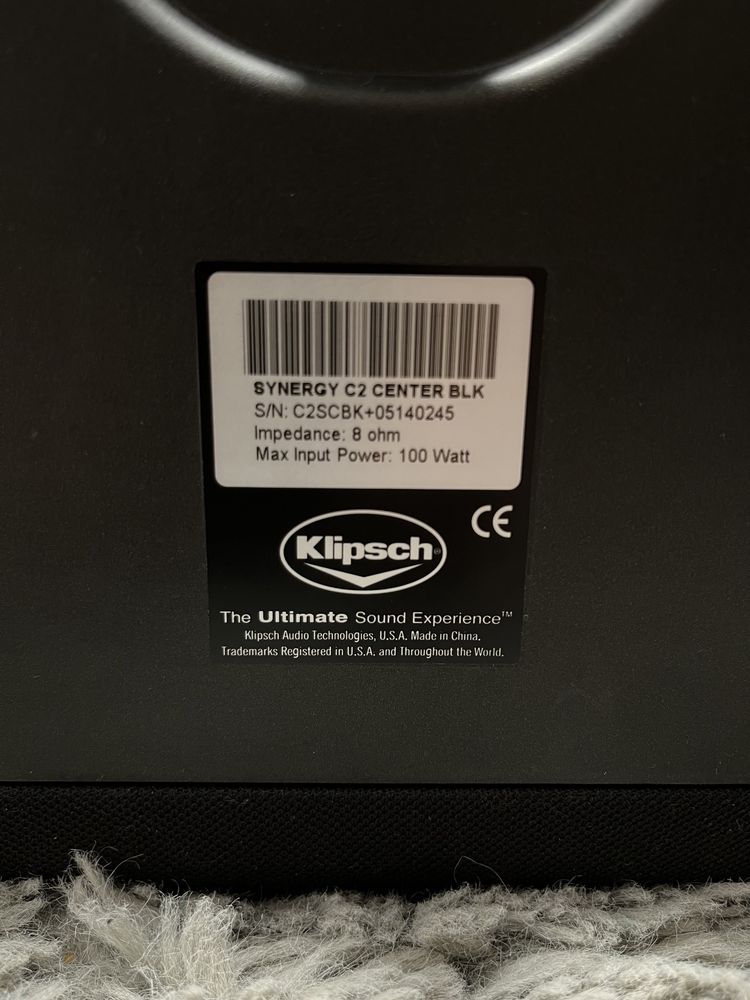 SYNERGY C2 CENTER BLK
S/N: C2SCBK+05140245
Impedance: 8 ohm
Max Input Power: 100 Watt
CE
Klipsch®
The Ultimate Sound Experience™
Klipsch Audio Technologies, U.S.A. Made in China.
Trademarks Registered in U.S.A. and Throughout the World.